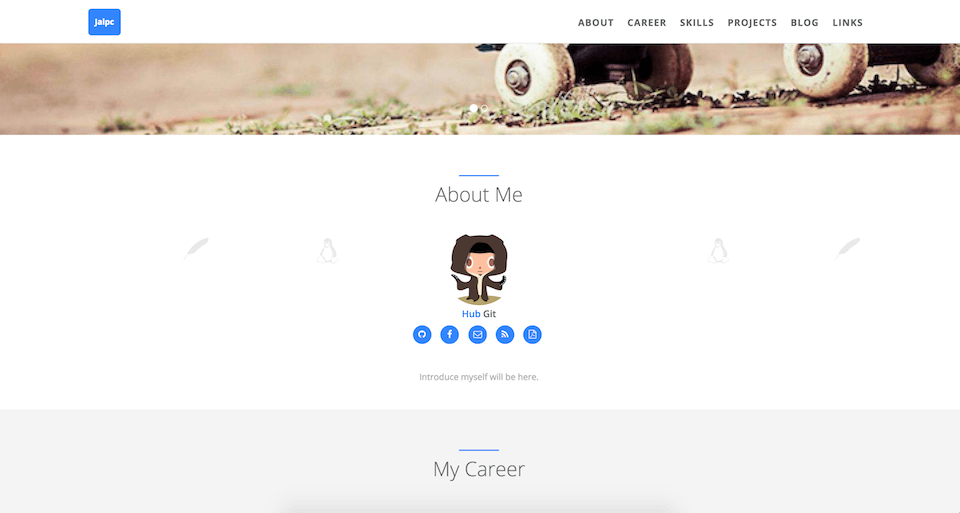 Jalpc
ABOUT CAREER SKILLS PROJECTS BLOG LINKS
About Me
Hub Git
Introduce myself will be here.
My Career